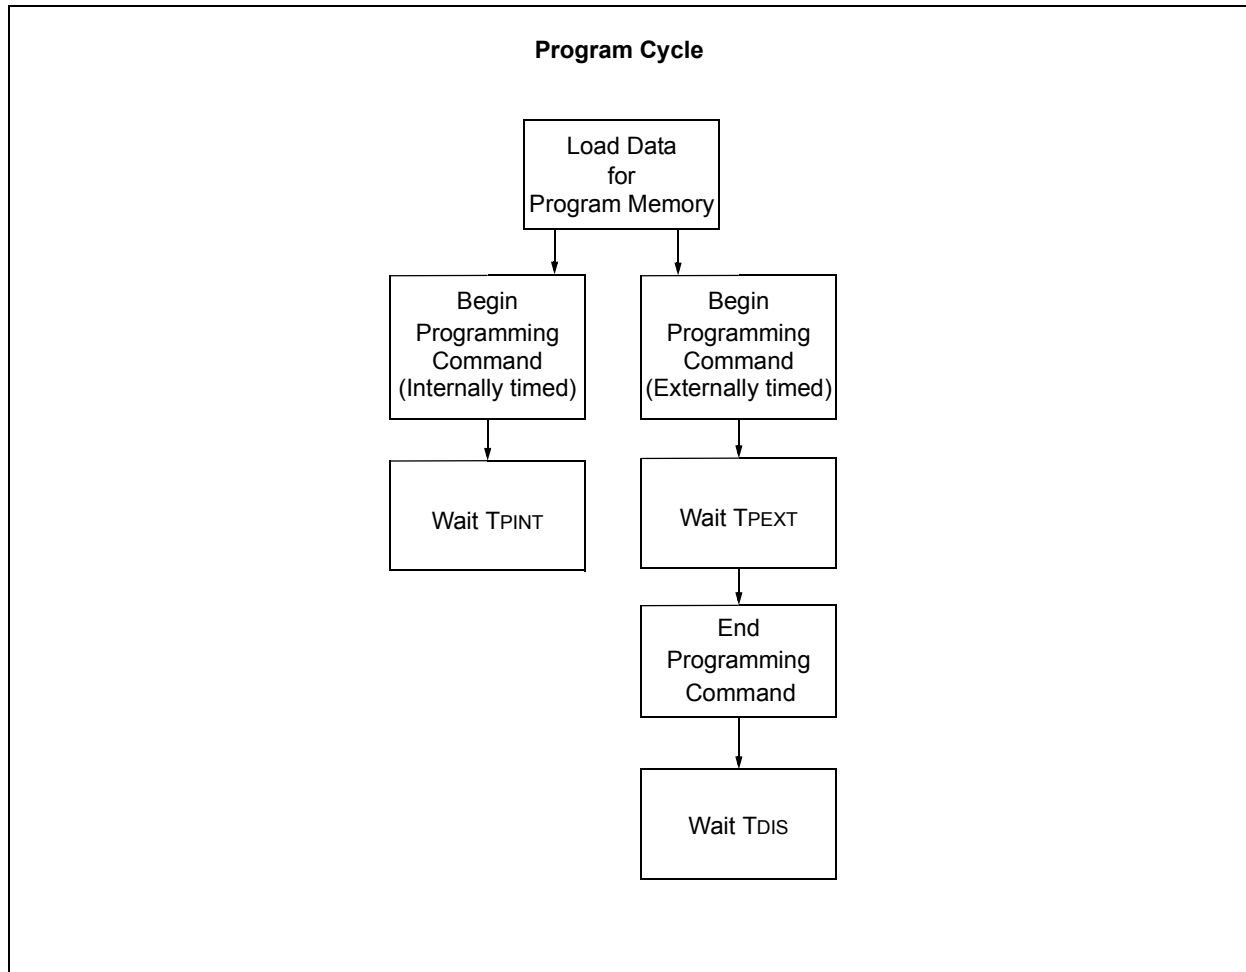 Program Cycle
Load Data
for
Program Memory
Begin
Programming
Command
(Internally timed)
Wait TPINT
Begin
Programming
Command
(Externally timed)
Wait TPEXT
End
Programming
Command
Wait TDIS